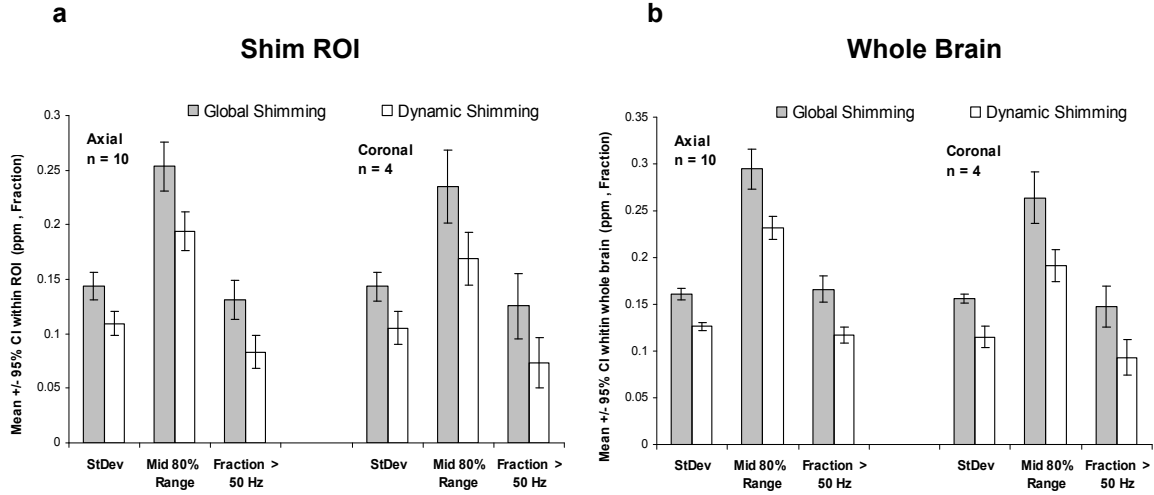 a
Shim ROI
Global Shimming
Dynamic Shimming
Mean +/- 95% CI within ROI (ppm , Fraction)
0.3
0.25
0.2
0.15
0.1
0.05
0
Axial
n = 10
Coronal
n = 4
StDev
Mid 80%
Range
Fraction >
50 Hz
StDev
Mid 80%
Range
Fraction >
50 Hz
b
Whole Brain
Global Shimming
Dynamic Shimming
Mean +/- 95% CI whitin whole brain (ppm, Fraction)
0.35
0.3
0.25
0.2
0.15
0.1
0.05
0
Axial
n = 10
Coronal
n = 4
StDev
Mid 80%
Range
Fraction >
50 Hz
StDev
Mid 80%
Range
Fraction >
50 Hz